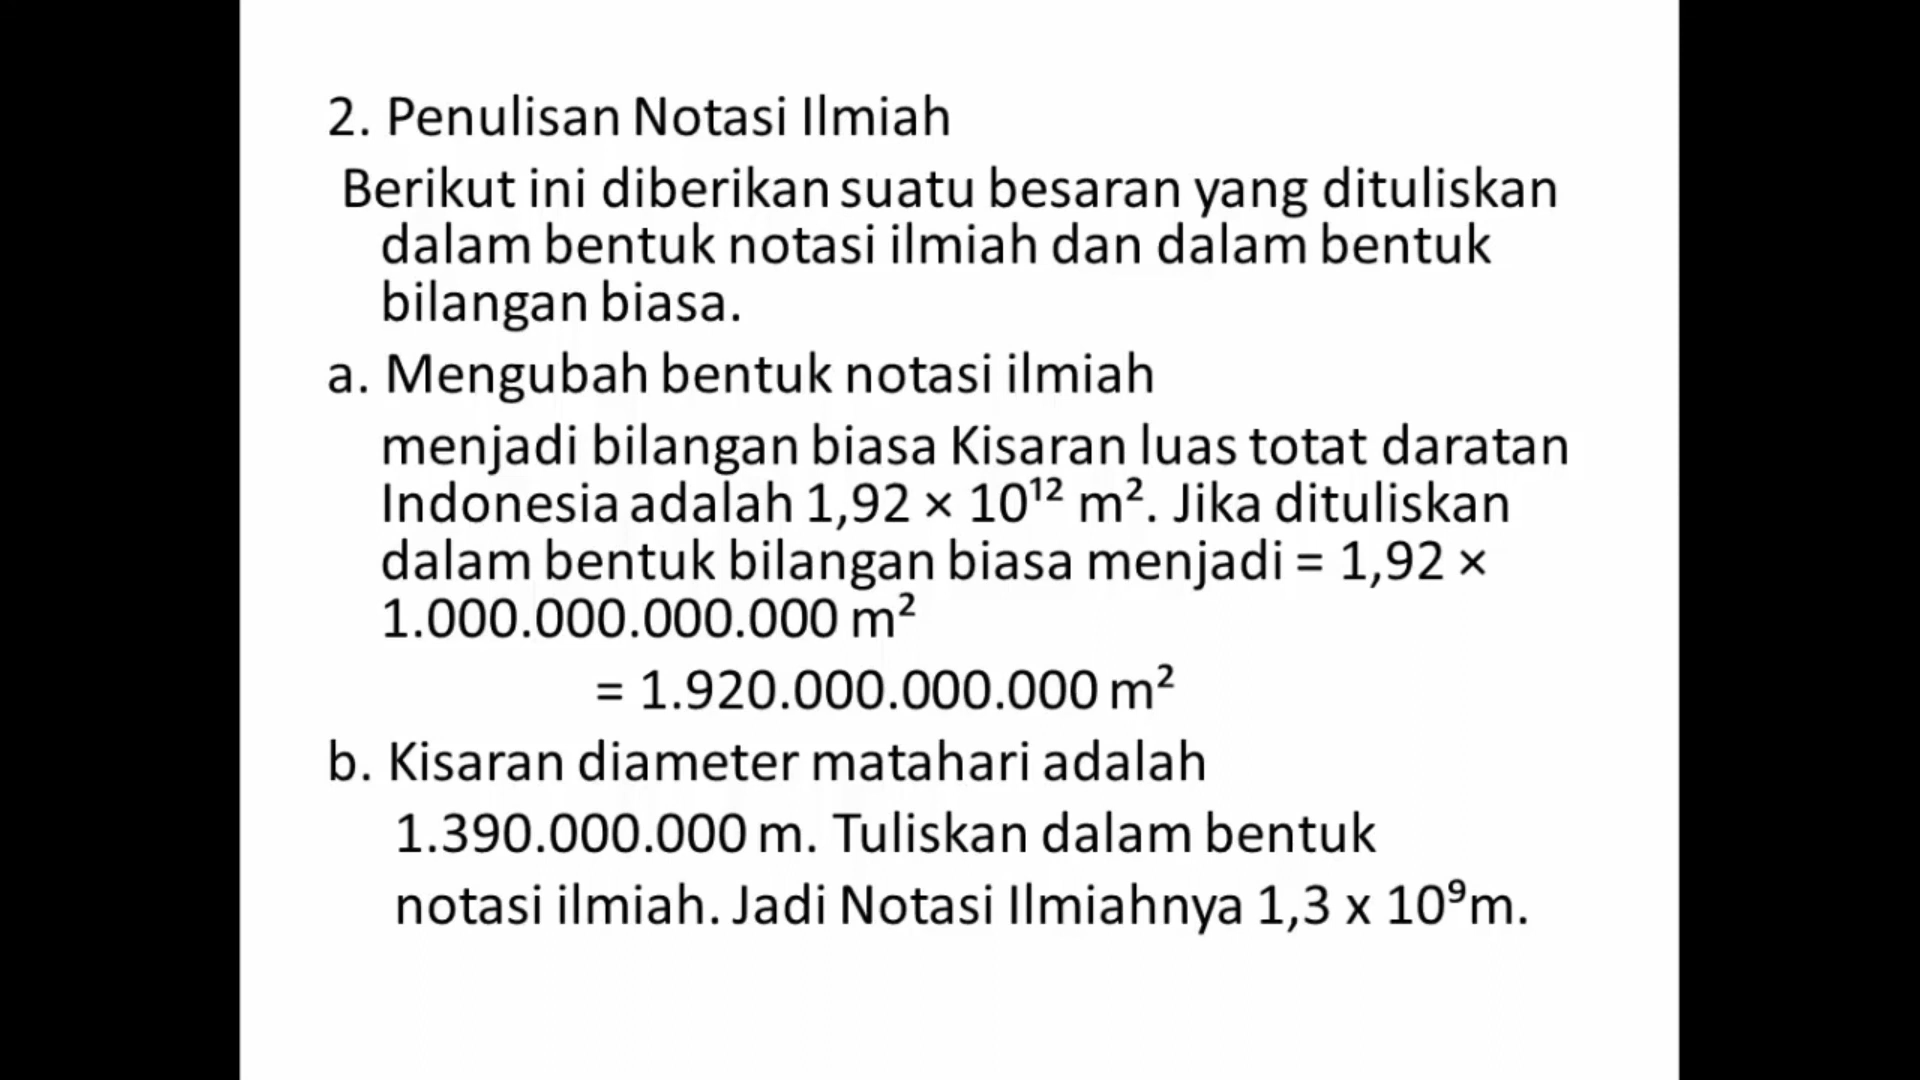 2. Penulisan Notasi Ilmiah
Berikut ini diberikan suatu besaran yang dituliskan
dalam bentuk notasi ilmiah dan dalam bentuk
bilangan biasa.
a. Mengubah bentuk notasi ilmiah
menjadi bilangan biasa Kisaran luas totat daratan
Indonesia adalah 1,92 × 10¹² m². Jika dituliskan
dalam bentuk bilangan biasa menjadi = 1,92 ×
1.000.000.000.000 m²
= 1.920.000.000.000 m²
b. Kisaran diameter matahari adalah
1.390.000.000 m. Tuliskan dalam bentuk
notasi ilmiah. Jadi Notasi Ilmiahnya 1,3 x 10⁹m.